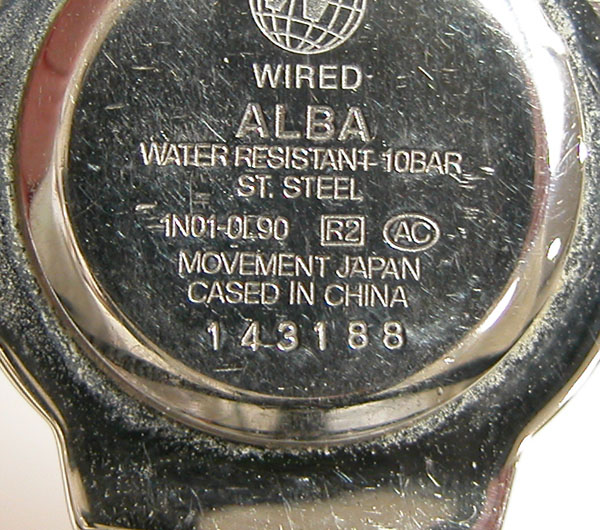 WIRED
ALBA
WATER RESISTANT 10BAR
ST. STEEL
1N01-0L90 R2 AC
MOVEMENT JAPAN
CASED IN CHINA
143188